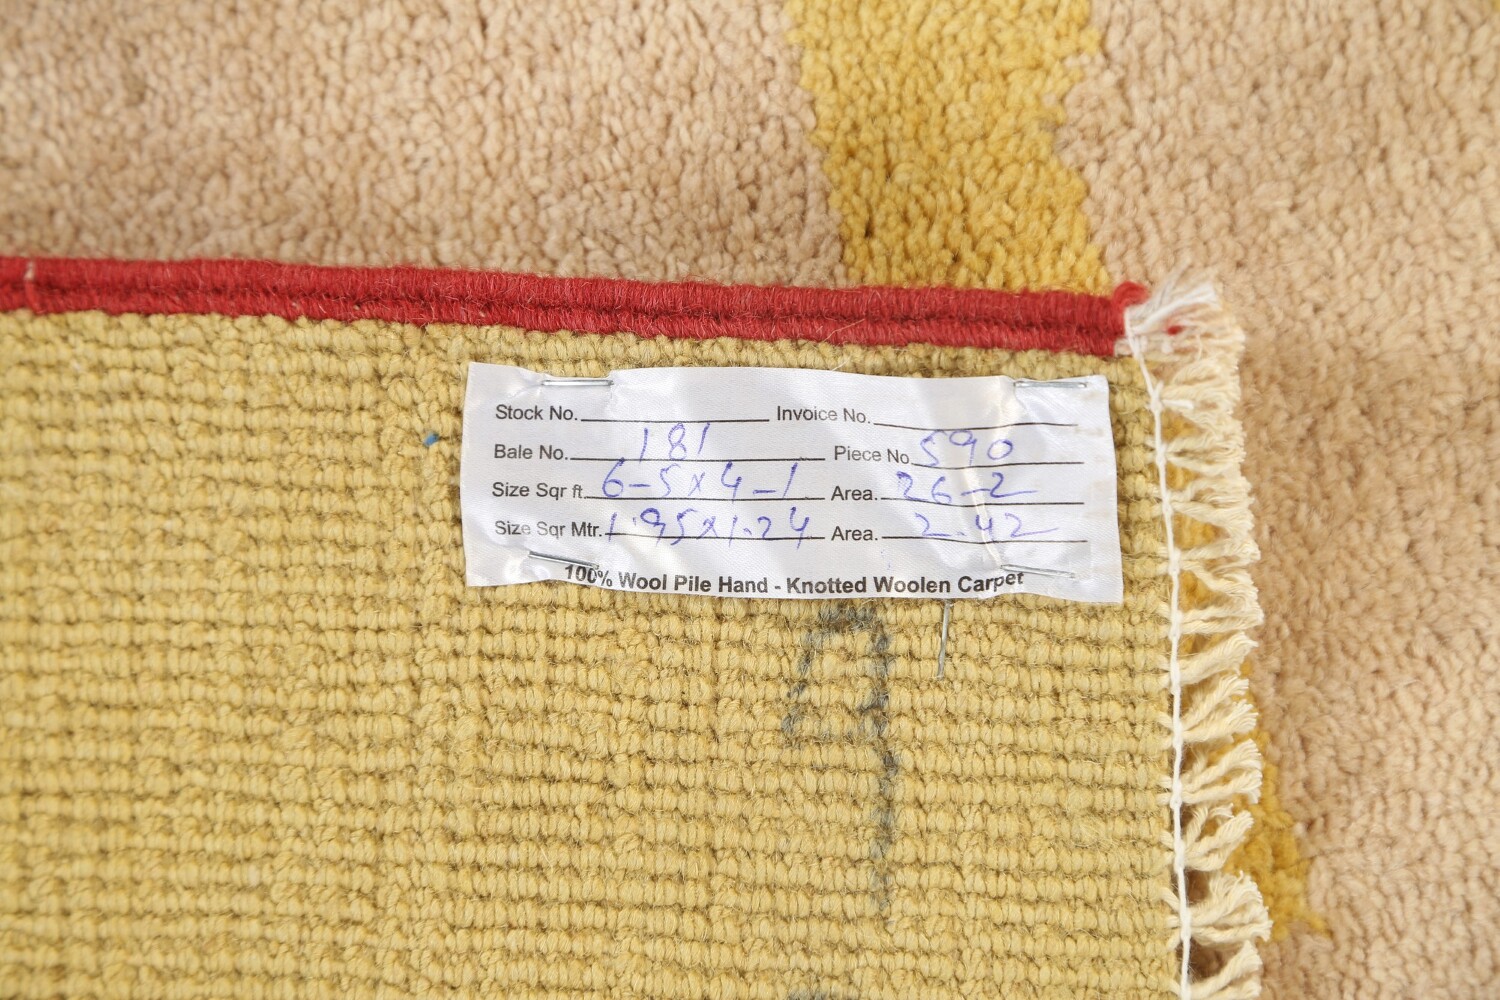 Stock No. Invoice No.
Bale No. 181 Piece No. 590
Size Sqr ft. 6-5x4-1 Area. 26-2
Size Sqr Mtr. 1.95x1.24 Area. 2.42
100% Wool Pile Hand - Knotted Woolen Carpet